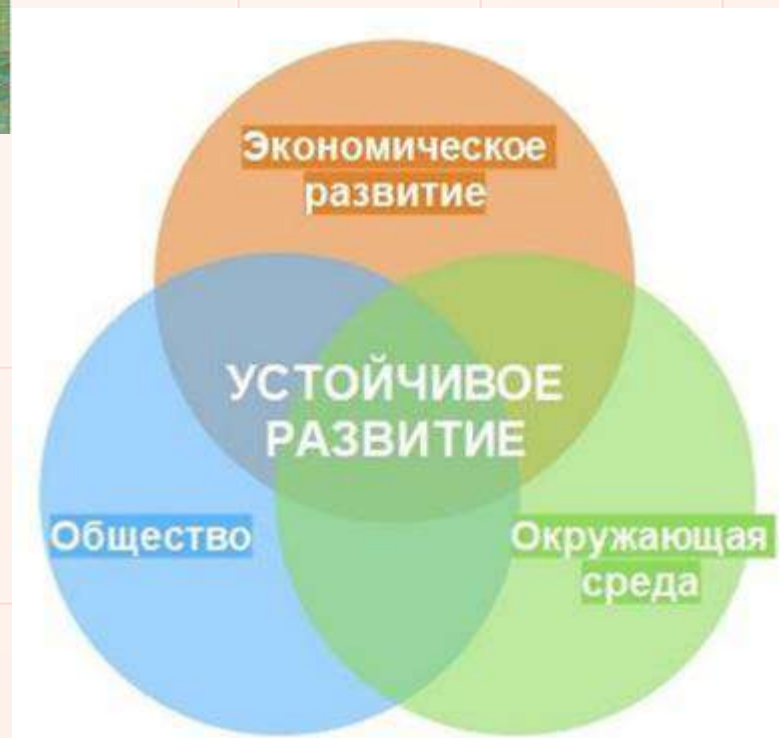 Экономическое
развитие
УСТОЙЧИВОЕ
РАЗВИТИЕ
Общество
Окружающая
среда